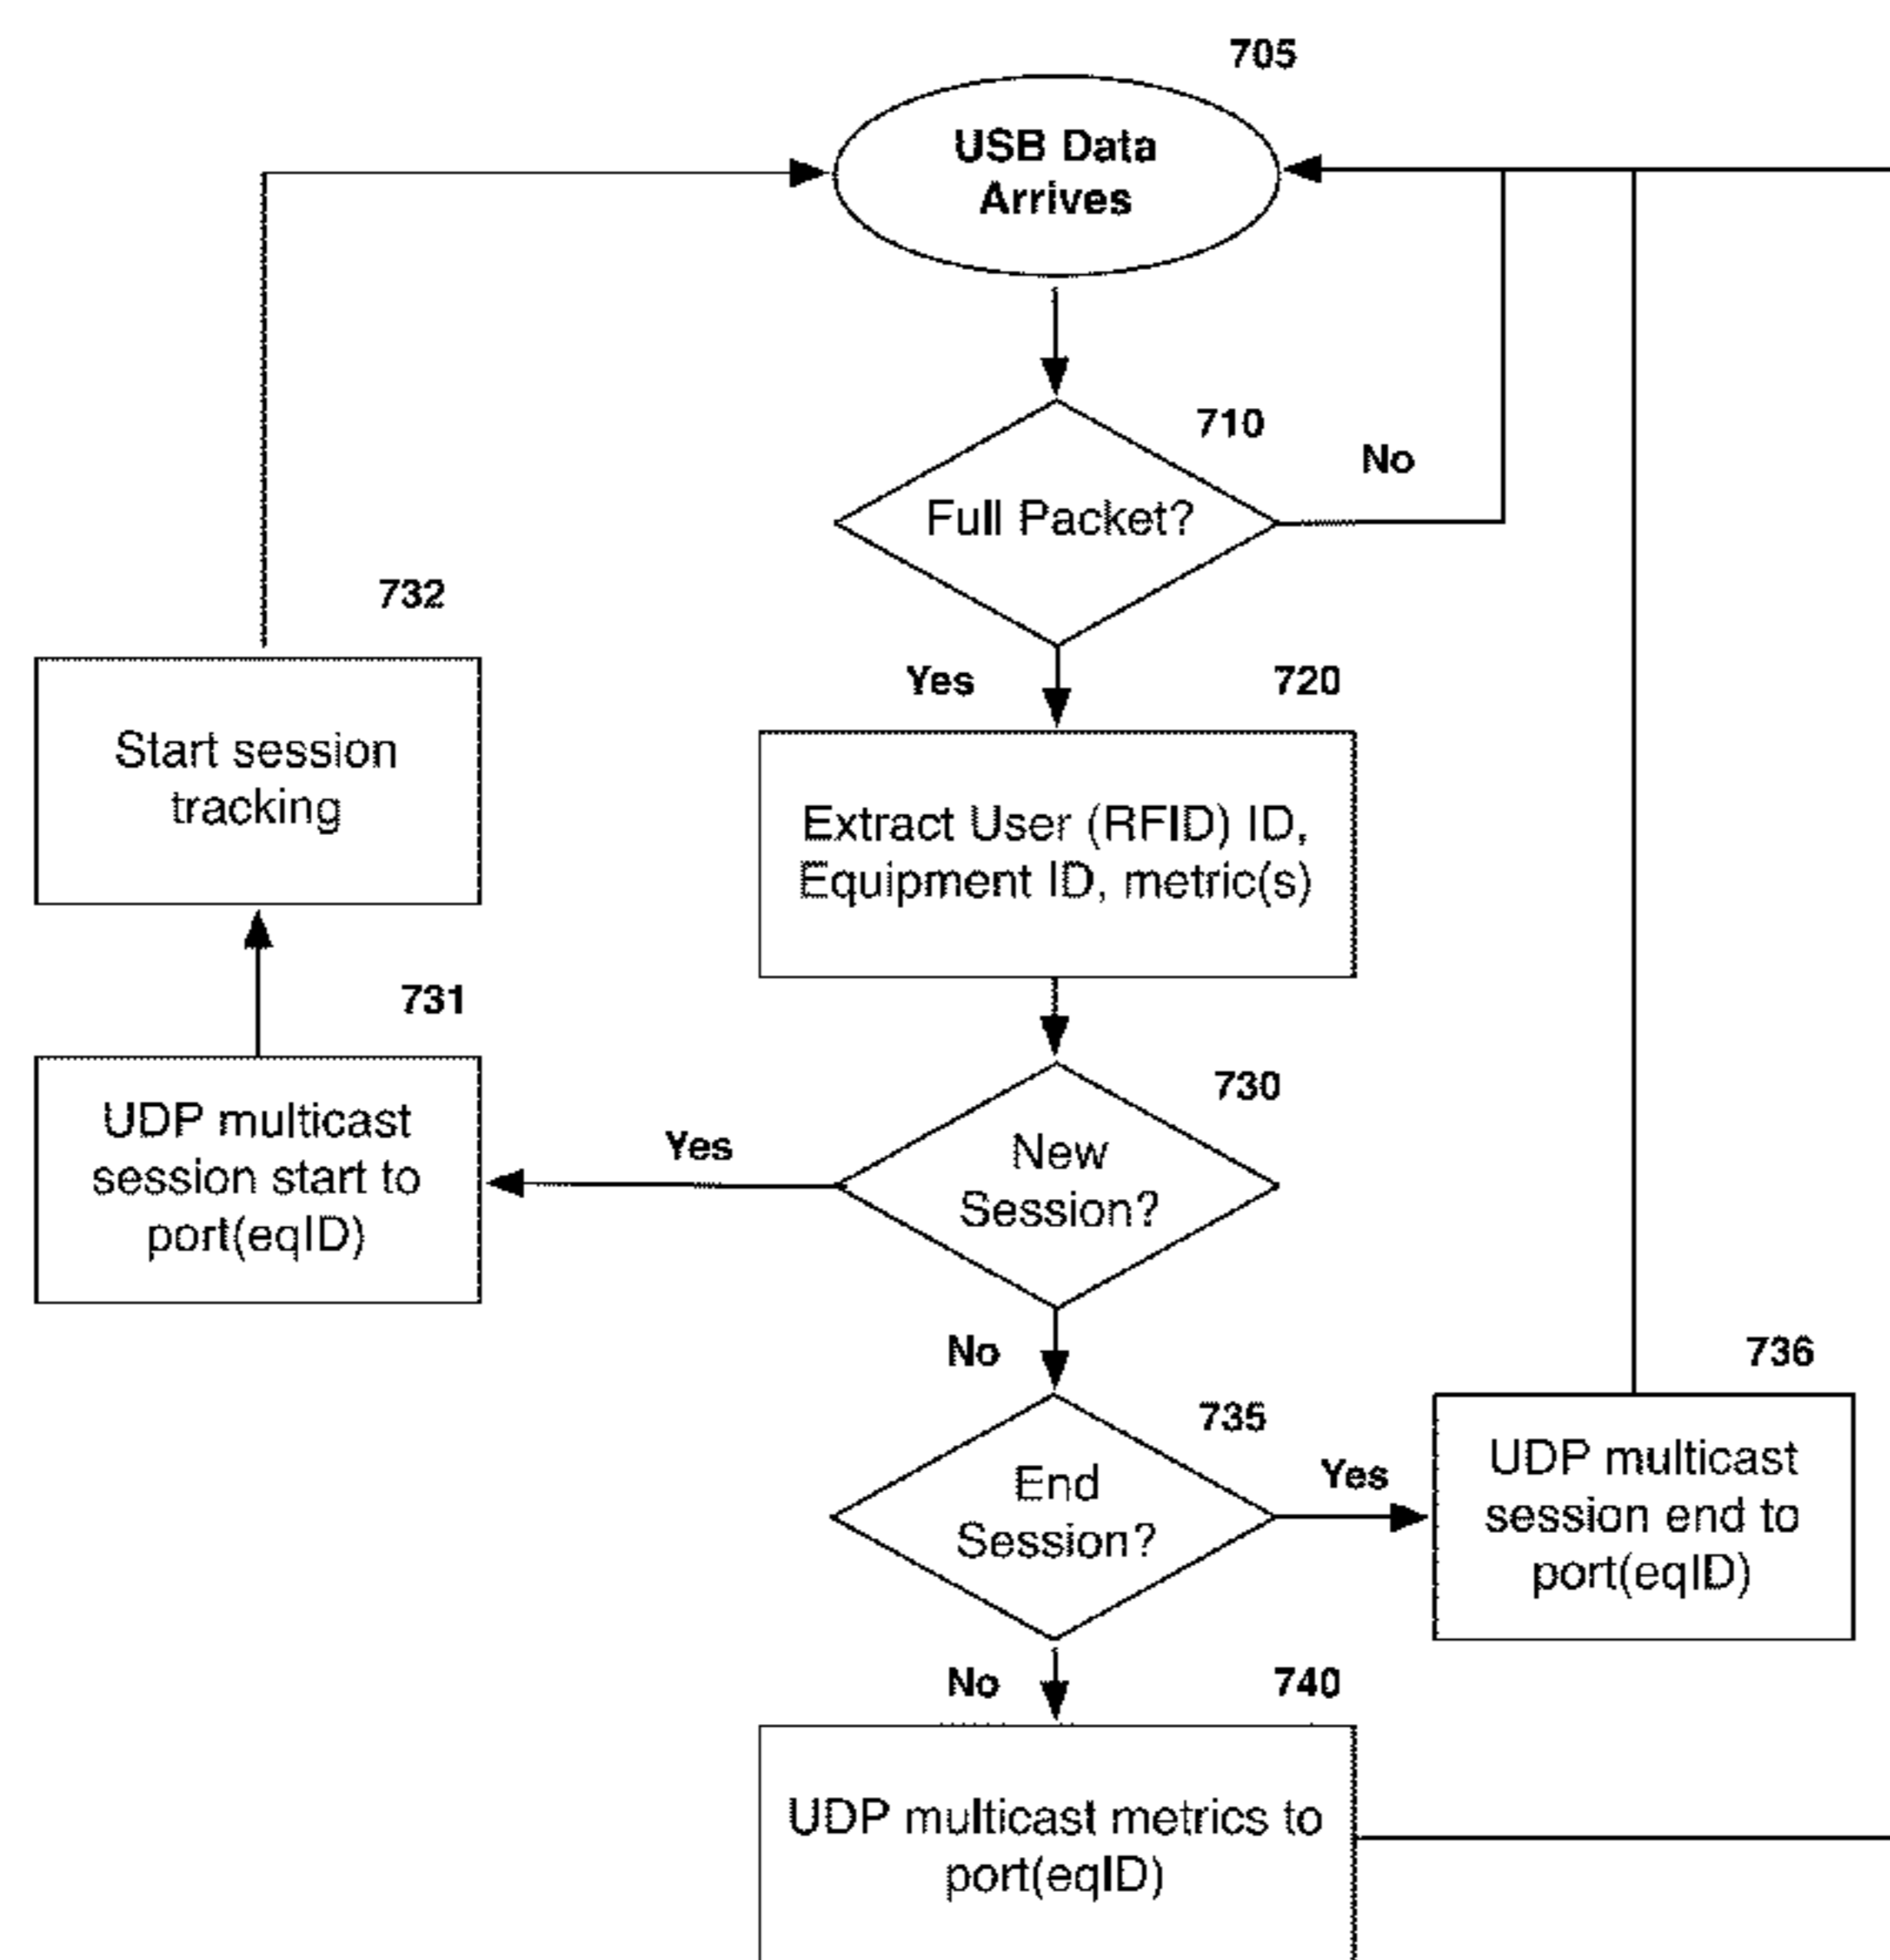 705
USB Data
Arrives
710
Full Packet?
No
732
Start session
tracking
Yes
720
Extract User (RFID) ID,
Equipment ID, metric(s)
731
UDP multicast
session start to
port(eqID)
Yes
730
New
Session?
No
735
End
Session?
Yes
736
UDP multicast
session end to
port(eqID)
No
740
UDP multicast metrics to
port(eqID)